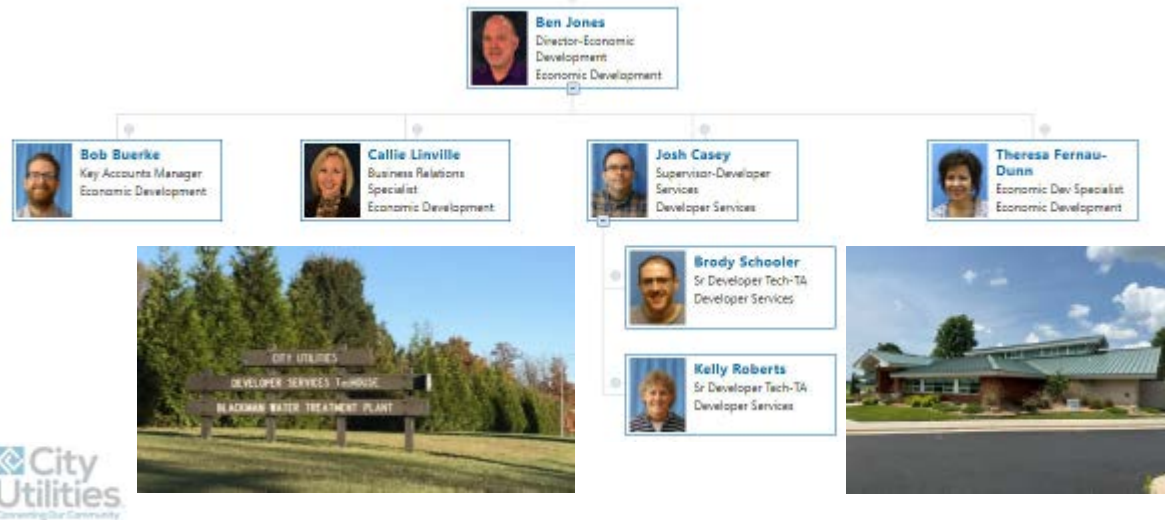 Ben Jones
Director-Economic
Development
Economic Development
Bob Buerke
Key Accounts Manager
Economic Development
Callie Linville
Business Relations
Specialist
Economic Development
Josh Casey
Supervisor-Developer
Services
Developer Services
Theresa Fernau-
Dunn
Economic Dev Specialist
Economic Development
Brody Schooler
Sr Developer Tech-TA
Developer Services
Kelly Roberts
Sr Developer Tech-TA
Developer Services
CITY UTILITIES
DEVELOPER SERVICES TecHOUSE
BLACKMAN WATER TREATMENT PLANT
City
Utilities
Connecting Our Community